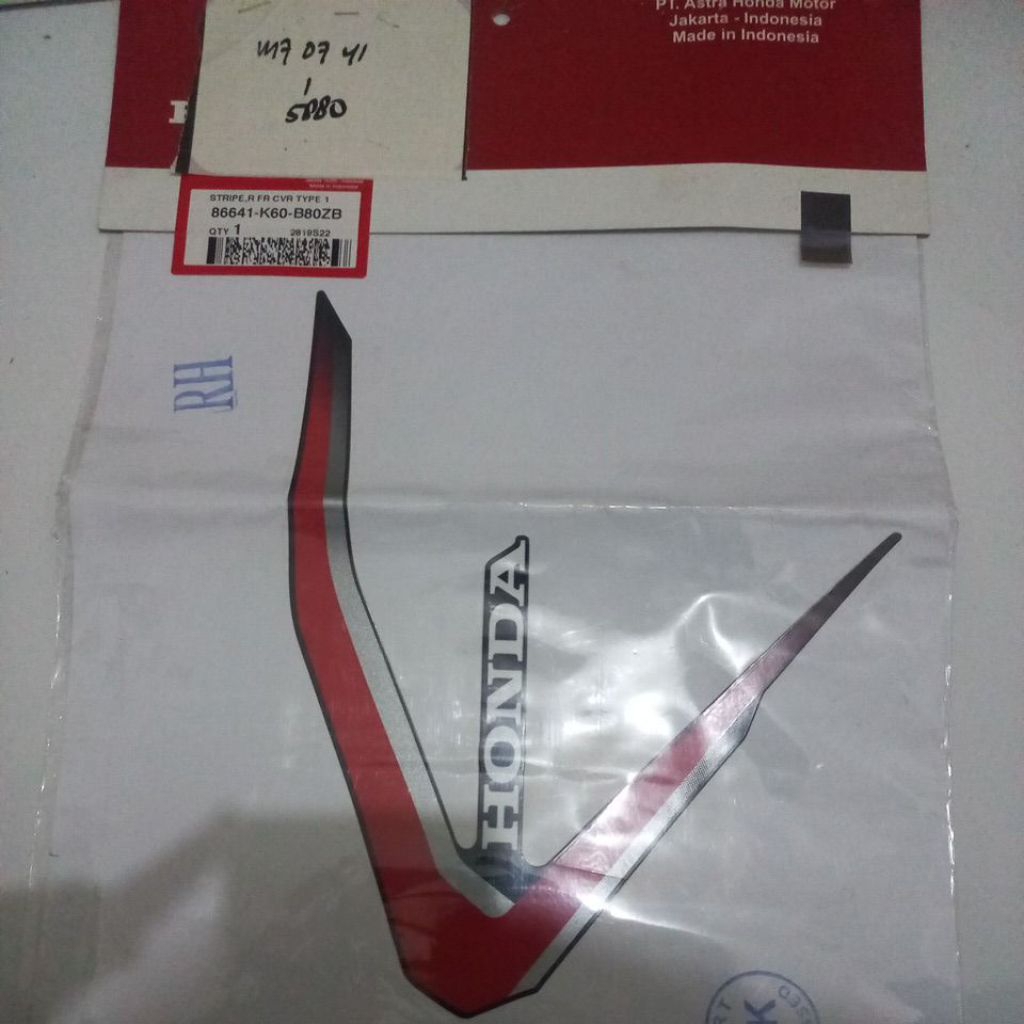 PT. Astra Honda Motor
Jakarta - Indonesia
Made in Indonesia
M7 07 41
5880
STRIPE,R FR CVR TYPE 1
86641-K60-B80ZB
QTY 1 2819S22
RH
HONDA